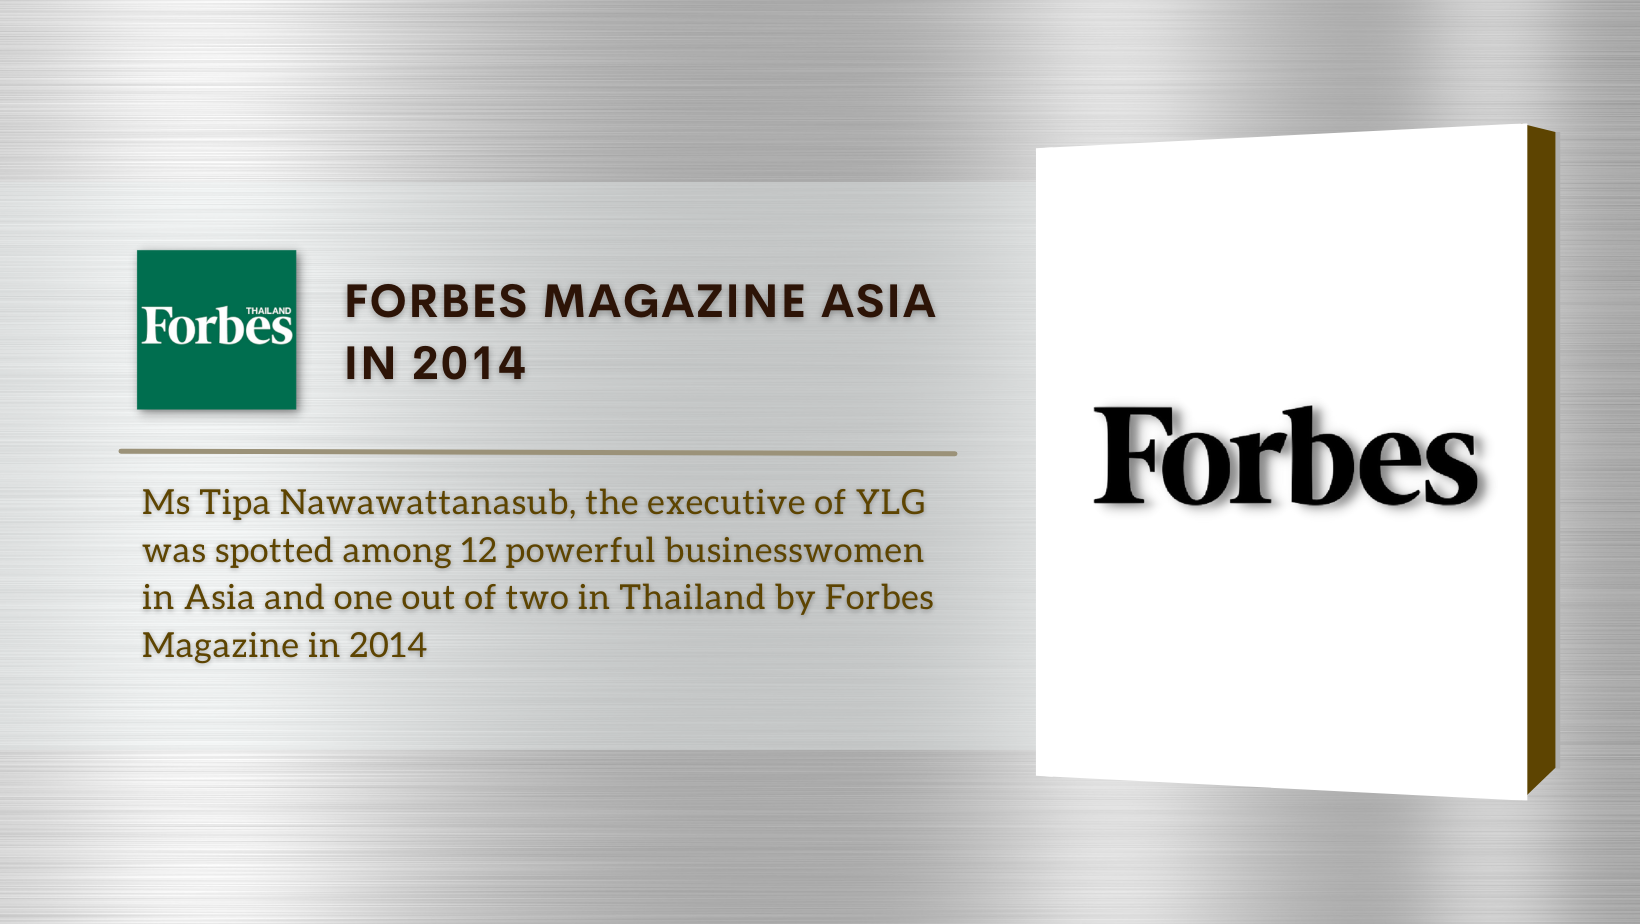 THAILAND
Forbes
FORBES MAGAZINE ASIA
IN 2014
Ms Tipa Nawawattanasub, the executive of YLG
was spotted among 12 powerful businesswomen
in Asia and one out of two in Thailand by Forbes
Magazine in 2014
Forbes